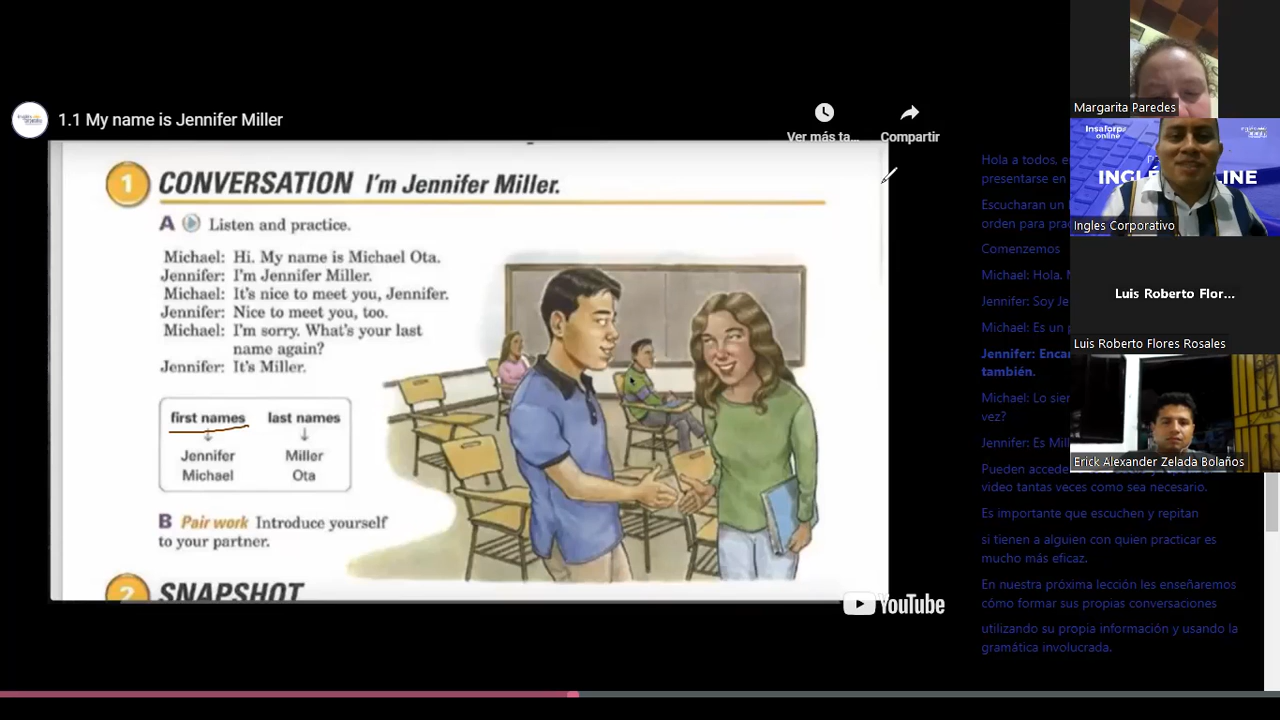 1.1 My name is Jennifer Miller
Ver más ta...
Compartir
1 CONVERSATION I'm Jennifer Miller.
A Listen and practice.
Michael: Hi. My name is Michael Ota.
Jennifer: I'm Jennifer Miller.
Michael: It's nice to meet you, Jennifer.
Jennifer: Nice to meet you, too.
Michael: I'm sorry. What's your last
name again?
Jennifer: It's Miller.
first names last names
Jennifer Miller
Michael Ota
B Pair work Introduce yourself
to your partner.
2 SNAPSHOT
YouTube
Hola a todos,
presentarse en
Escucharan un
orden para
Comenzemos
Michael: Hola.
Jennifer: Soy
Michael: Es un
Jennifer:
también.
Michael: Lo
vez?
Jennifer: Es
Pueden
video tantas veces como sea necesario.
Es importante que escuchen y repitan
si tienen a alguien con quien practicar es
mucho más eficaz.
En nuestra próxima lección les enseñaremos
cómo formar sus propias conversaciones
utilizando su propia información y usando la
gramática involucrada.
Margarita Paredes
Insaforp
online
Ingles Corporativo
Luis Roberto Flor...
Luis Roberto Flores Rosales
Erick Alexander Zelada Bolaños